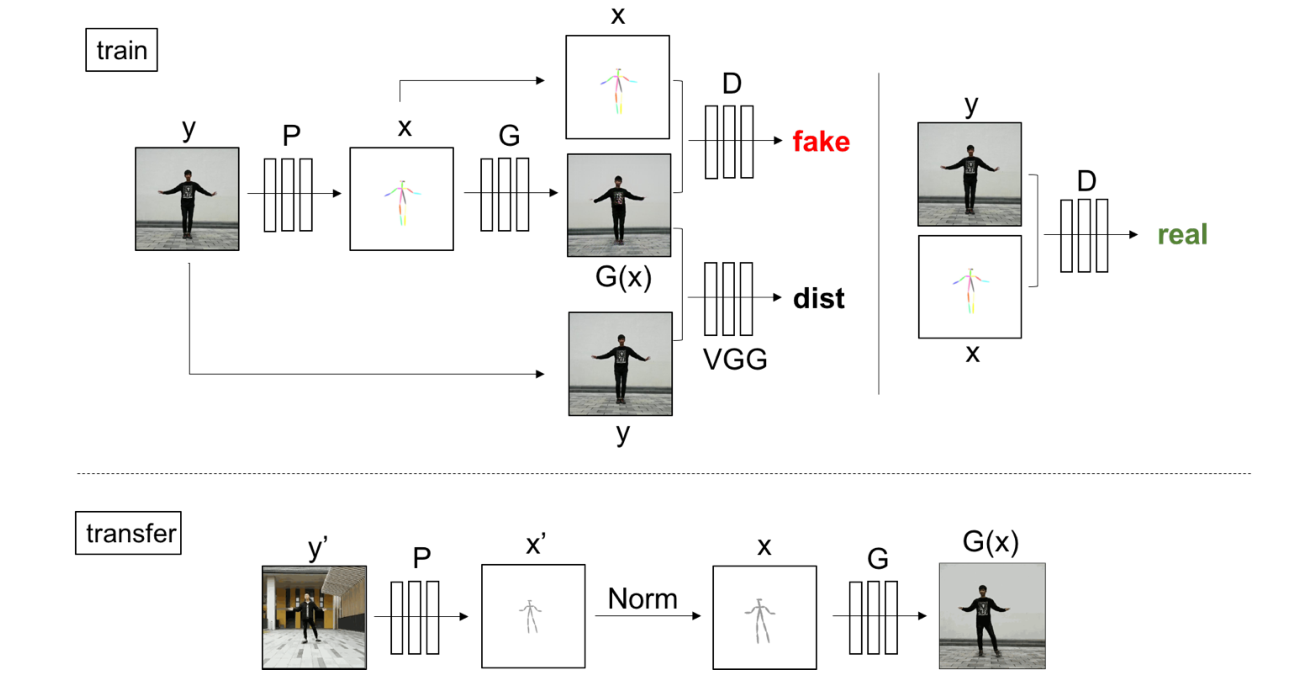 train
x
y
P
x
G
D
fake
G(x)
VGG
dist
y
y
D
real
x
transfer
y’
P
x’
Norm
x
G
G(x)